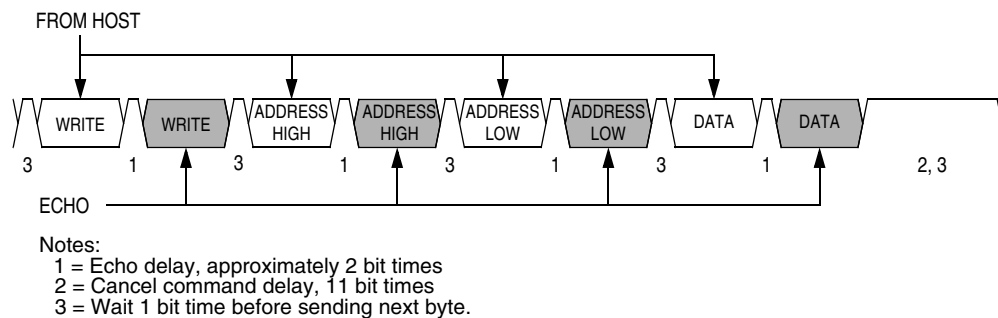 FROM HOST
WRITE WRITE ADDRESS HIGH ADDRESS HIGH ADDRESS LOW ADDRESS LOW DATA DATA
3 1 3 1 3 1 3 1 2, 3
ECHO
Notes:
1 = Echo delay, approximately 2 bit times
2 = Cancel command delay, 11 bit times
3 = Wait 1 bit time before sending next byte.